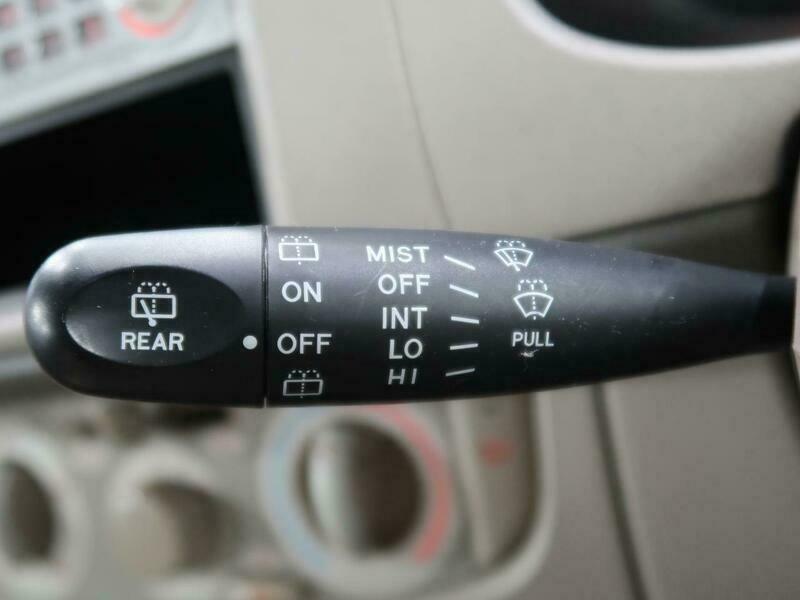 REAR
ON
OFF
MIST
OFF
INT
LO
HI
PULL